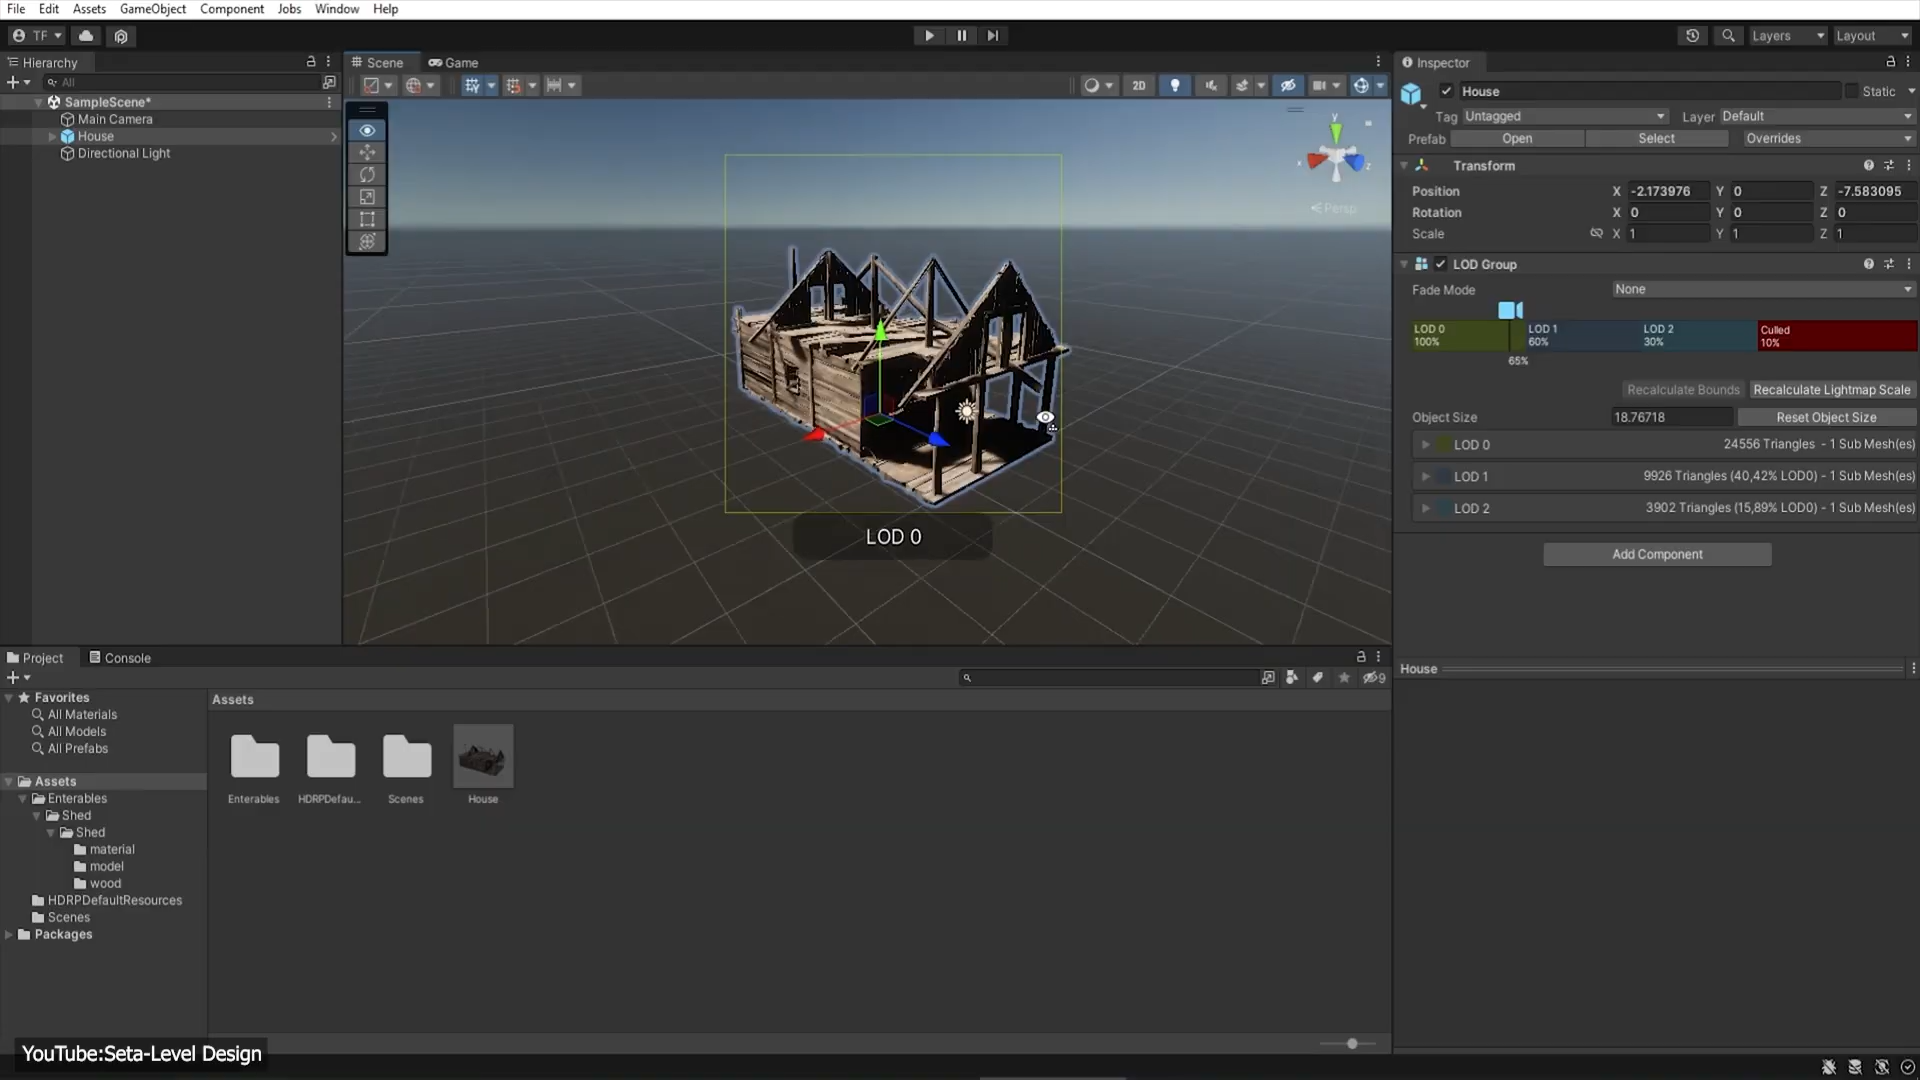 File Edit Assets GameObject Component Jobs Window Help
TF
Layers Layout
Hierarchy
All
SampleScene*
Main Camera
House
Directional Light
Scene Game
2D
y
x
z
Persp
LOD 0
Inspector
House Static
Tag Untagged Layer Default
Prefab Open Select Overrides
Transform
Position X -2.173976 Y 0 Z -7.583095
Rotation X 0 Y 0 Z 0
Scale X 1 Y 1 Z 1
LOD Group
Fade Mode None
LOD 0 LOD 1 LOD 2 Culled
100% 60% 30% 10%
65%
Recalculate Bounds Recalculate Lightmap Scale
Object Size 18.76718 Reset Object Size
LOD 0 24556 Triangles - 1 Sub Mesh(es)
LOD 1 9926 Triangles (40,42% LOD0) - 1 Sub Mesh(es)
LOD 2 3902 Triangles (15,89% LOD0) - 1 Sub Mesh(es)
Add Component
House
Project Console
9
Favorites
All Materials
All Models
All Prefabs
Assets
Enterables
Shed
Shed
material
model
wood
HDRPDefaultResources
Scenes
Packages
Assets
Enterables HDRPDefau... Scenes House
YouTube:Seta-Level Design